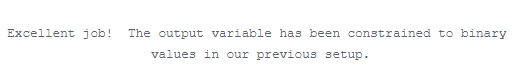 Excellent job!  The output variable has been constrained to binary
values in our previous setup.